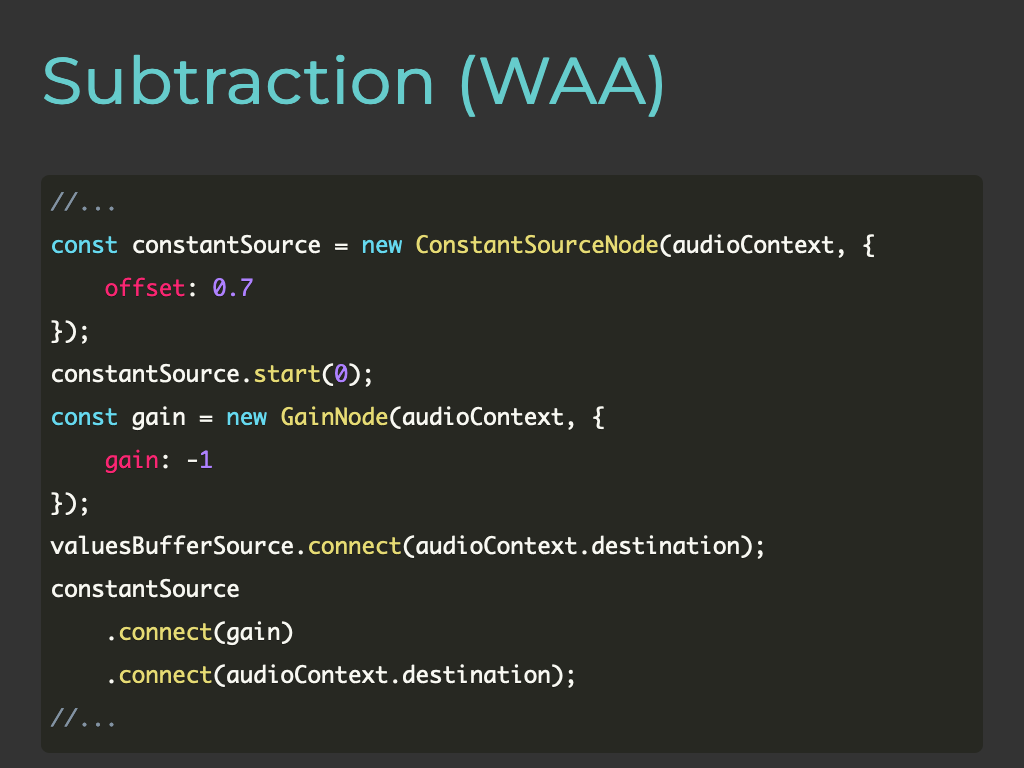 Subtraction (WAA)
//...
const constantSource = new ConstantSourceNode(audioContext, {
    offset: 0.7
});
constantSource.start(0);
const gain = new GainNode(audioContext, {
    gain: -1
});
valuesBufferSource.connect(audioContext.destination);
constantSource
    .connect(gain)
    .connect(audioContext.destination);
//...